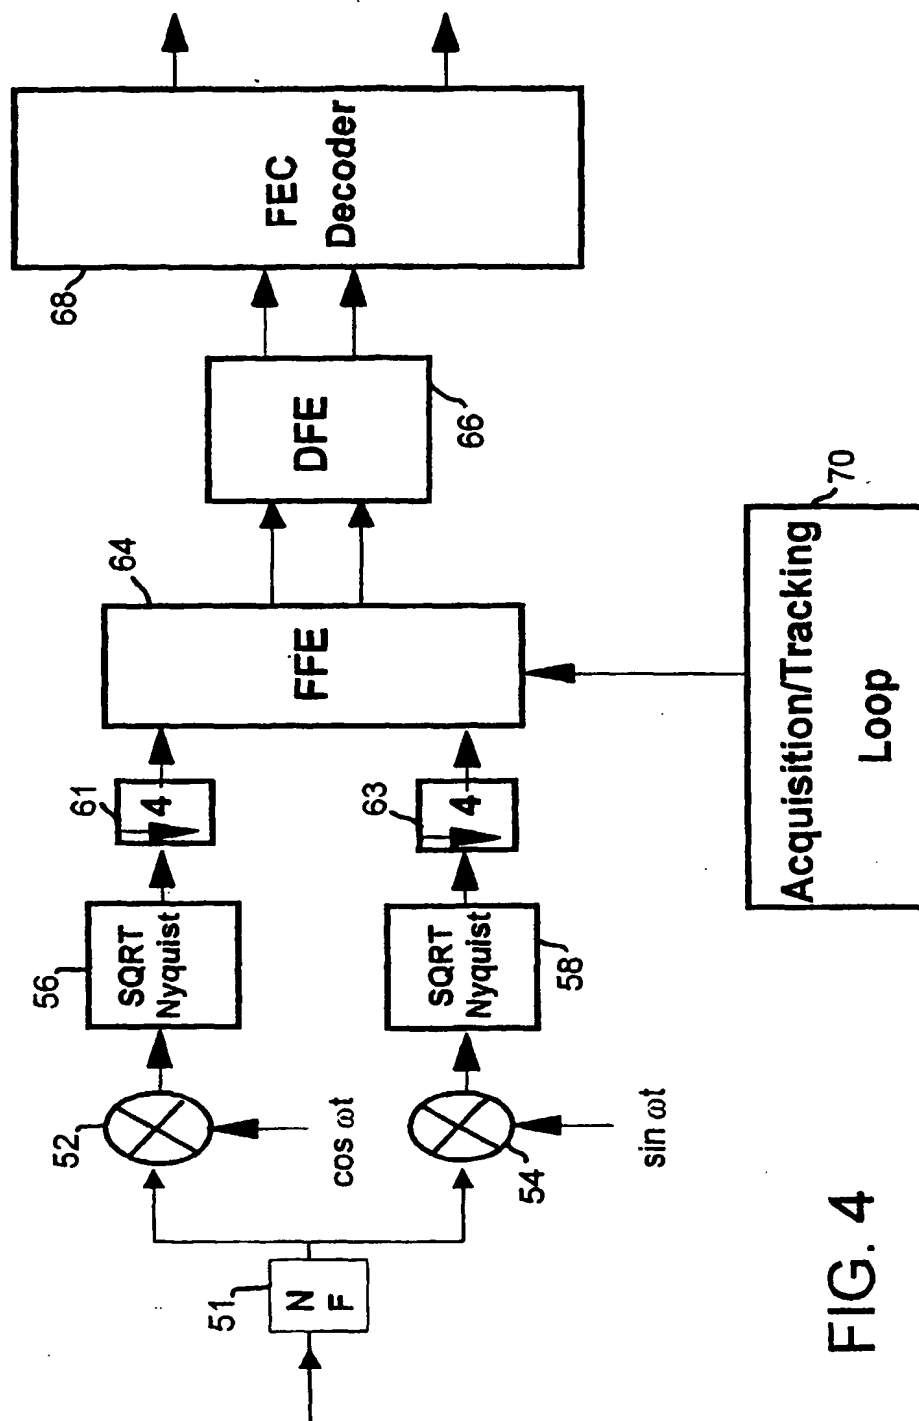 51
N
F
52
cos ωt
54
sin ωt
56
SQRT
Nyquist
58
SQRT
Nyquist
61
4
63
4
64
FFE
66
DFE
68
FEC
Decoder
70
Acquisition/Tracking
Loop
FIG. 4